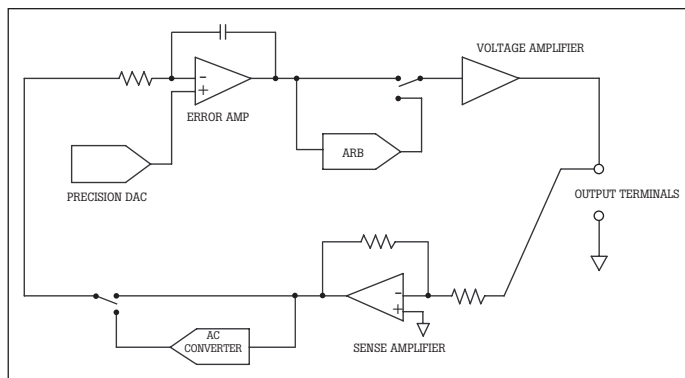 VOLTAGE AMPLIFIER
-
+
ERROR AMP
ARB
PRECISION DAC
OUTPUT TERMINALS
-
+
AC
CONVERTER
SENSE AMPLIFIER